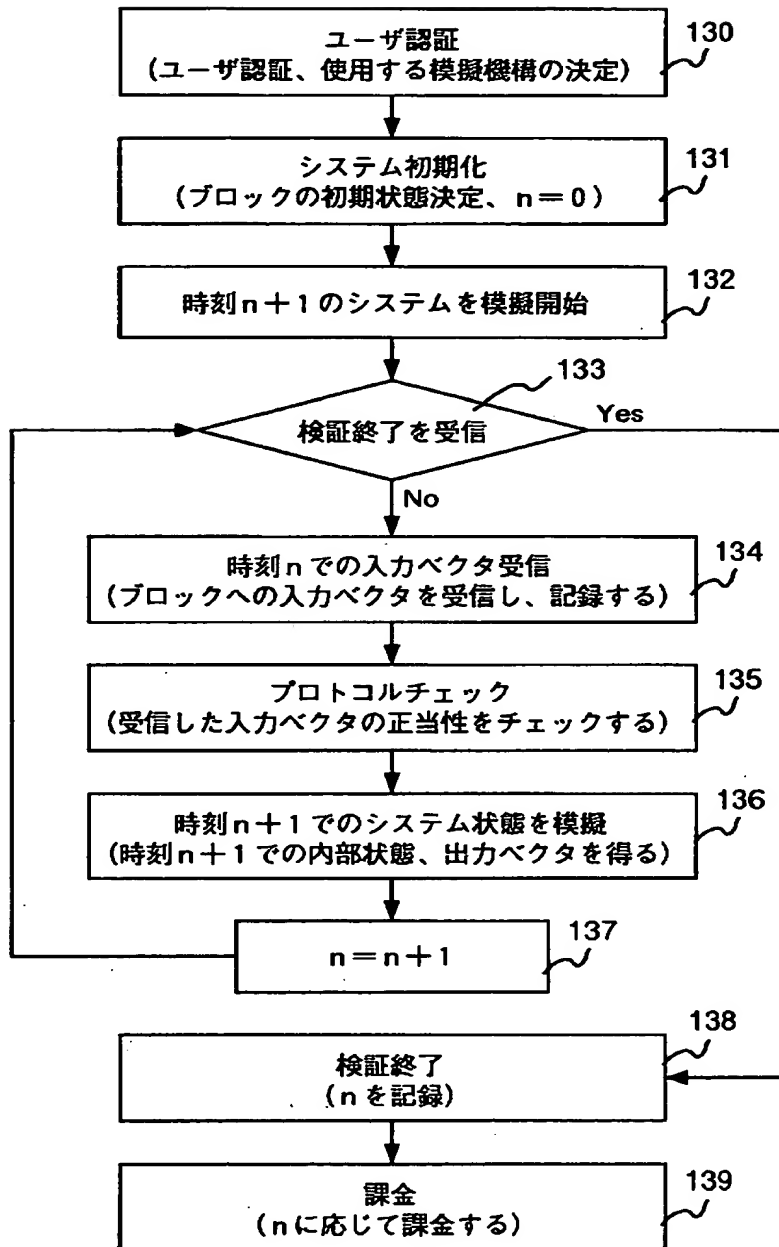 ユーザ認証
(ユーザ認証、使用する模擬機構の決定)
130
システム初期化
(ブロックの初期状態決定、n=0)
131
時刻n+1のシステムを模擬開始
132
133
検証終了を受信
Yes
No
時刻nでの入力ベクタ受信
(ブロックへの入力ベクタを受信し、記録する)
134
プロトコルチェック
(受信した入力ベクタの正当性をチェックする)
135
時刻n+1でのシステム状態を模擬
(時刻n+1での内部状態、出力ベクタを得る)
136
n=n+1
137
検証終了
(nを記録)
138
課金
(nに応じて課金する)
139